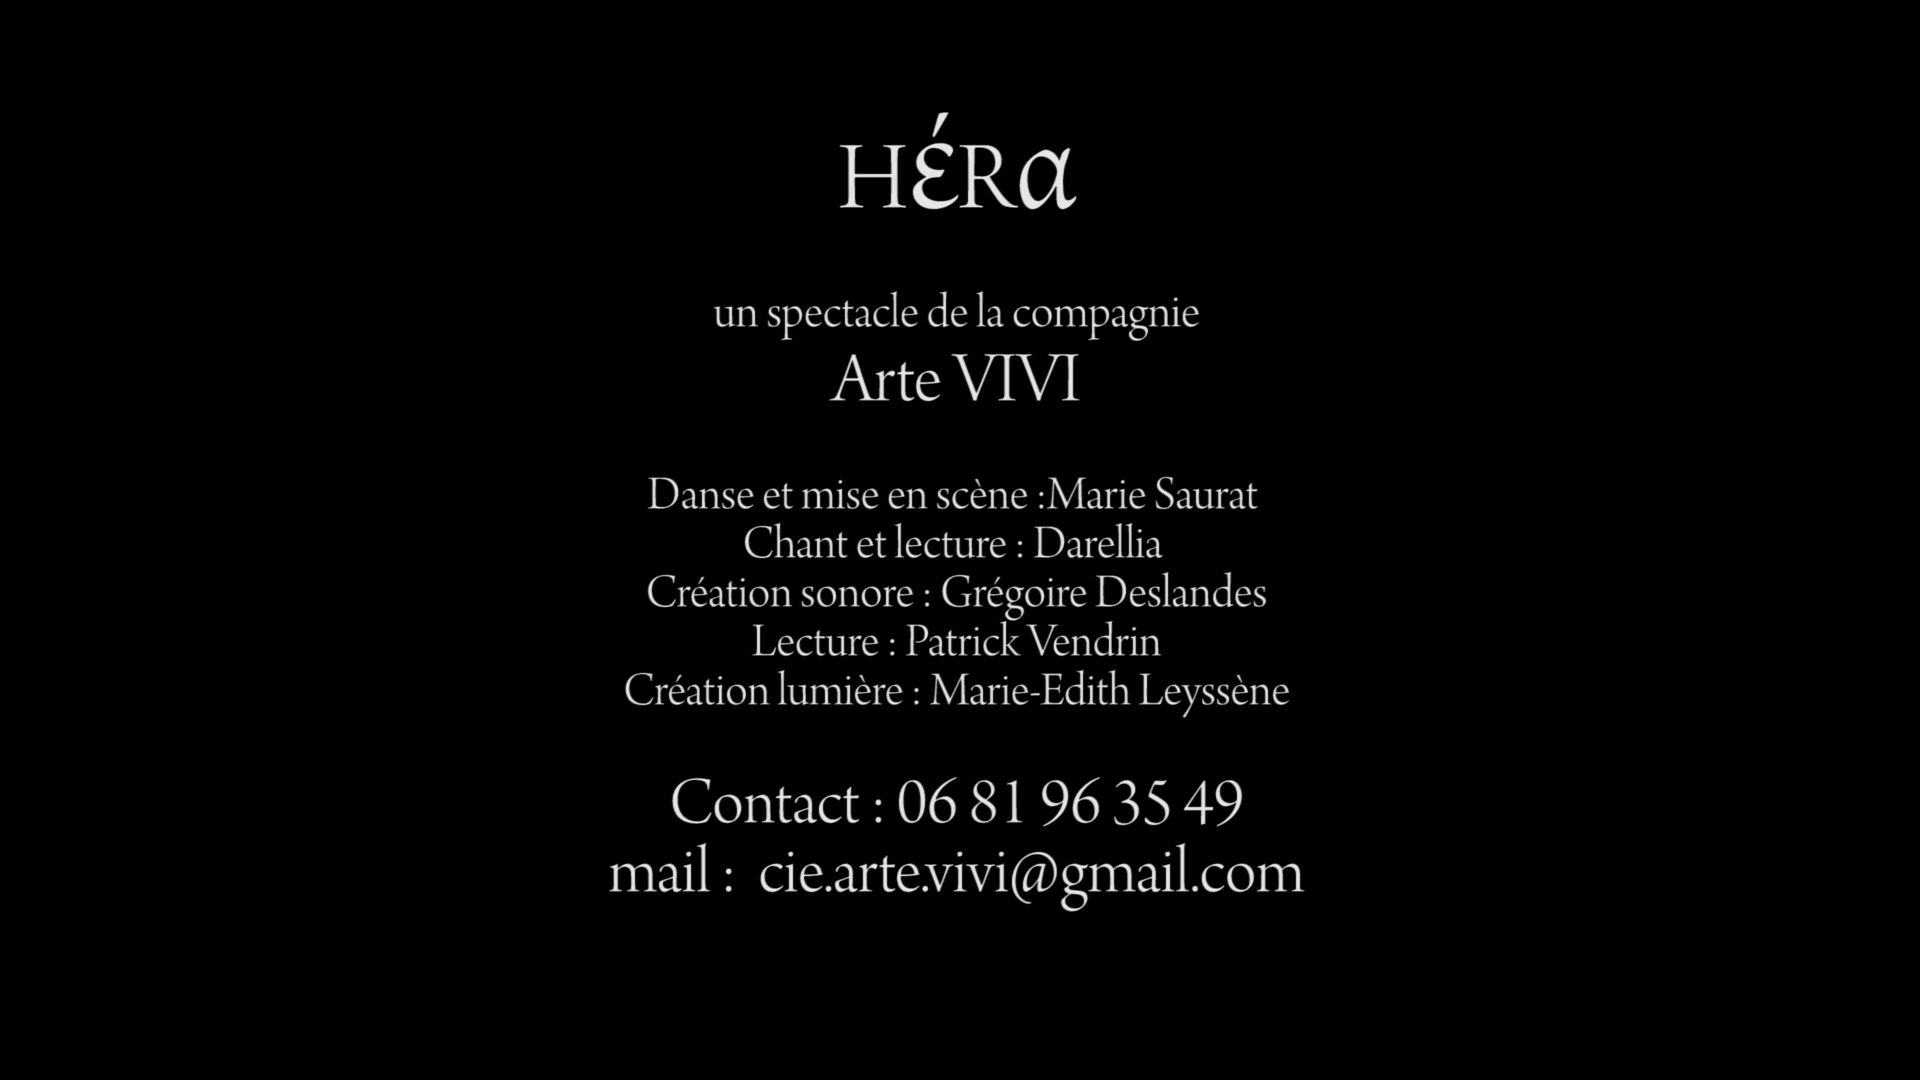 HέRα
un spectacle de la compagnie
Arte VIVI
Danse et mise en scène :Marie Saurat
Chant et lecture : Darellia
Création sonore : Grégoire Deslandes
Lecture : Patrick Vendrin
Création lumière : Marie-Edith Leyssène
Contact : 06 81 96 35 49
mail :  cie.arte.vivi@gmail.com